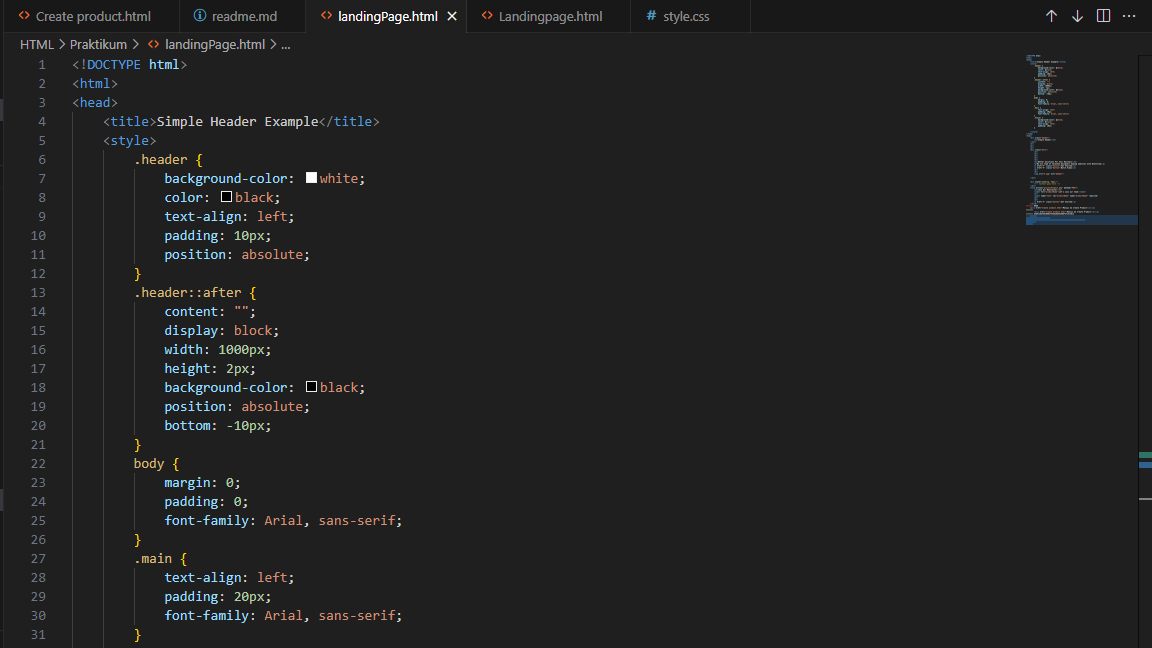 Create product.html readme.md landingPage.html Landingpage.html # style.css
HTML > Praktikum > landingPage.html > ...
1 <!DOCTYPE html>
2 <html>
3 <head>
4 <title>Simple Header Example</title>
5 <style>
6 .header {
7 background-color: white;
8 color: black;
9 text-align: left;
10 padding: 10px;
11 position: absolute;
12 }
13 .header::after {
14 content: "";
15 display: block;
16 width: 1000px;
17 height: 2px;
18 background-color: black;
19 position: absolute;
20 bottom: -10px;
21 }
22 body {
23 margin: 0;
24 padding: 0;
25 font-family: Arial, sans-serif;
26 }
27 .main {
28 text-align: left;
29 padding: 20px;
30 font-family: Arial, sans-serif;
31 }